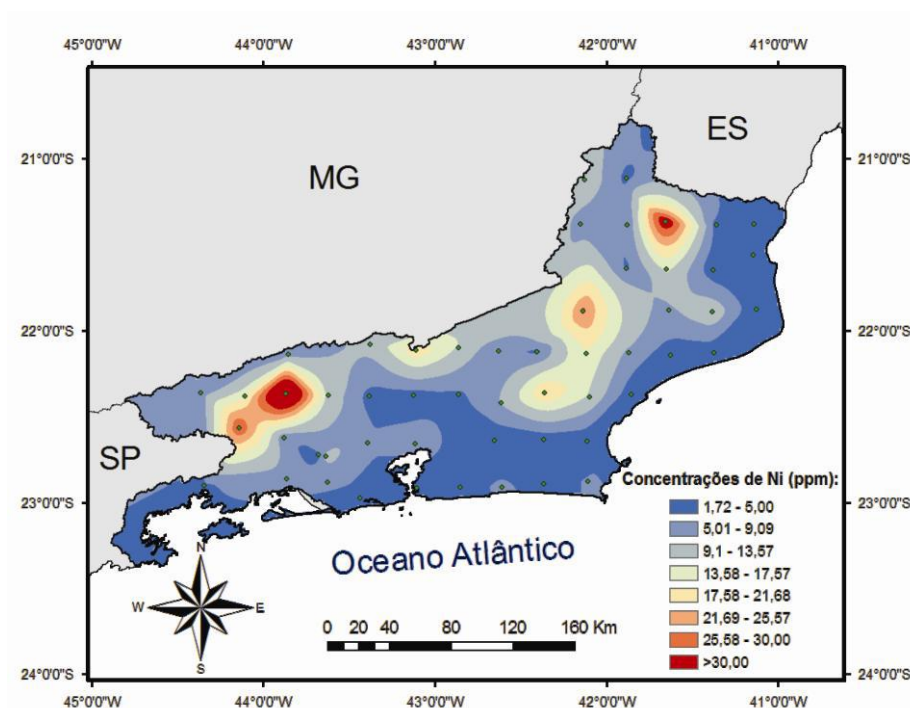 45°0'0"W 44°0'0"W 43°0'0"W 42°0'0"W 41°0'0"W
ES
21°0'0"S 21°0'0"S
MG
22°0'0"S 22°0'0"S
SP
23°0'0"S 23°0'0"S
Concentrações de Ni (ppm):
1,72 - 5,00
5,01 - 9,09
9,1 - 13,57
13,58 - 17,57
17,58 - 21,68
21,69 - 25,57
25,58 - 30,00
>30,00
Oceano Atlântico
N
W E
S
0 20 40 80 120 160 Km
24°0'0"S 24°0'0"S
45°0'0"W 44°0'0"W 43°0'0"W 42°0'0"W 41°0'0"W